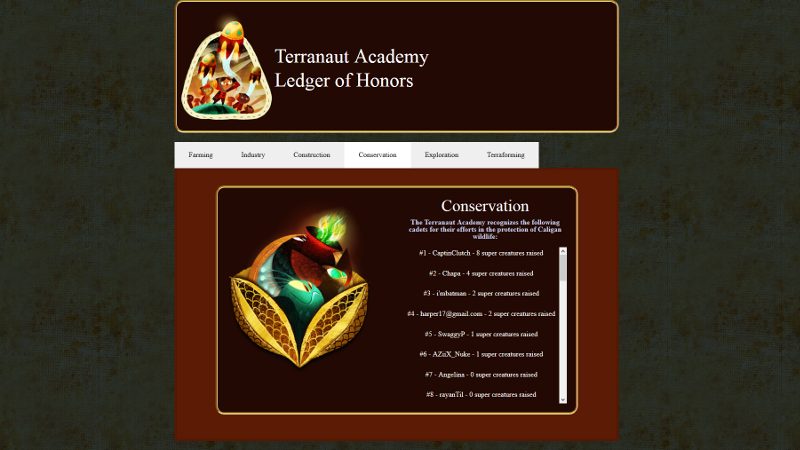 Terranaut Academy
Ledger of Honors
Farming
Industry
Construction
Conservation
Exploration
Terraforming
Conservation
The Terranaut Academy recognizes the following
cadets for their efforts in the protection of Caligan
wildlife:
#1 - CaptinClutch - 8 super creatures raised
#2 - Chapa - 4 super creatures raised
#3 - i'mbatman - 2 super creatures raised
#4 - harper17@gmail.com - 2 super creatures raised
#5 - SwaggyP - 1 super creatures raised
#6 - AZiiX_Nuke - 1 super creatures raised
#7 - Angelina - 0 super creatures raised
#8 - rayanTil - 0 super creatures raised